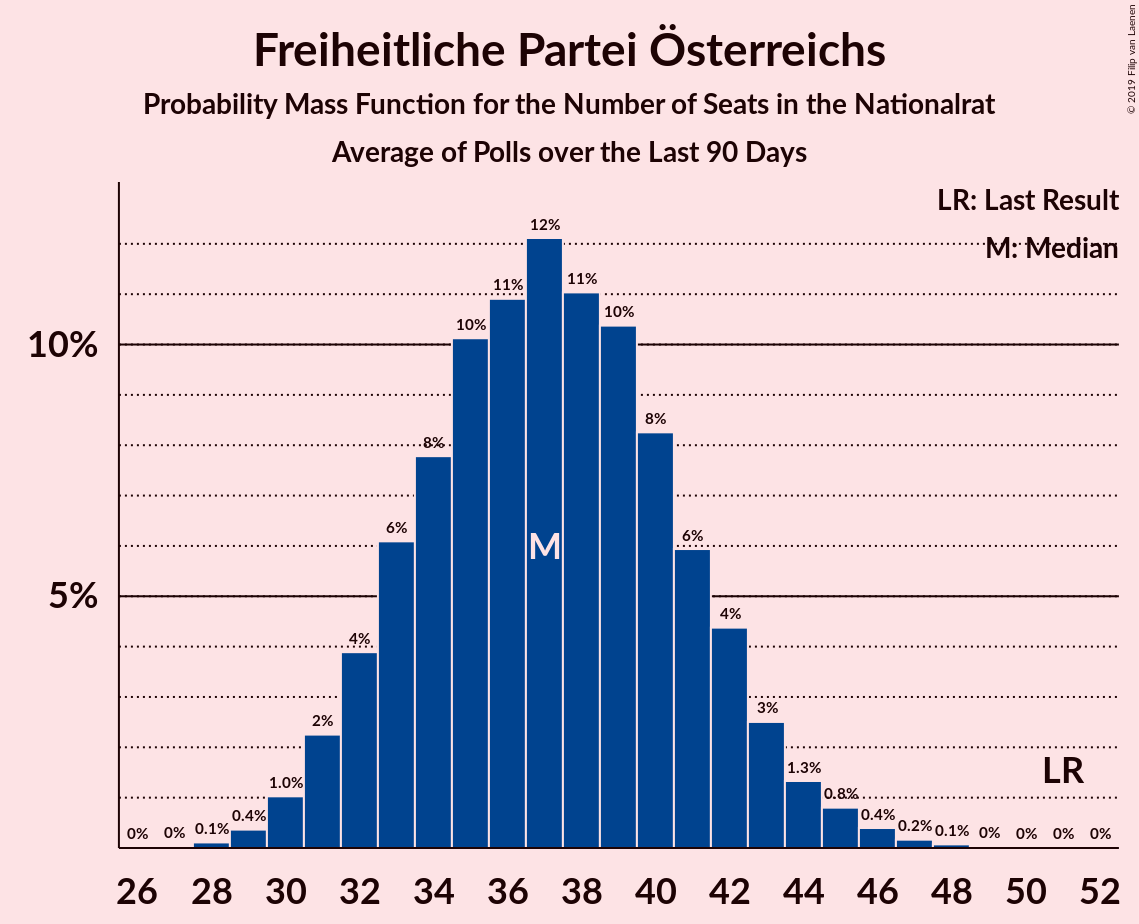 Freiheitliche Partei Österreichs
Probability Mass Function for the Number of Seats in the Nationalrat
Average of Polls over the Last 90 Days
© 2019 Filip van Laenen
LR: Last Result
M: Median
10%
5%
0% 0% 0.1% 0.4% 1.0% 2% 4% 6% 8% 10% 11% 12% 11% 10% 8% 6% 4% 3% 1.3% 0.8% 0.4% 0.2% 0.1% 0% 0% 0% 0%
M
LR
26 28 30 32 34 36 38 40 42 44 46 48 50 52